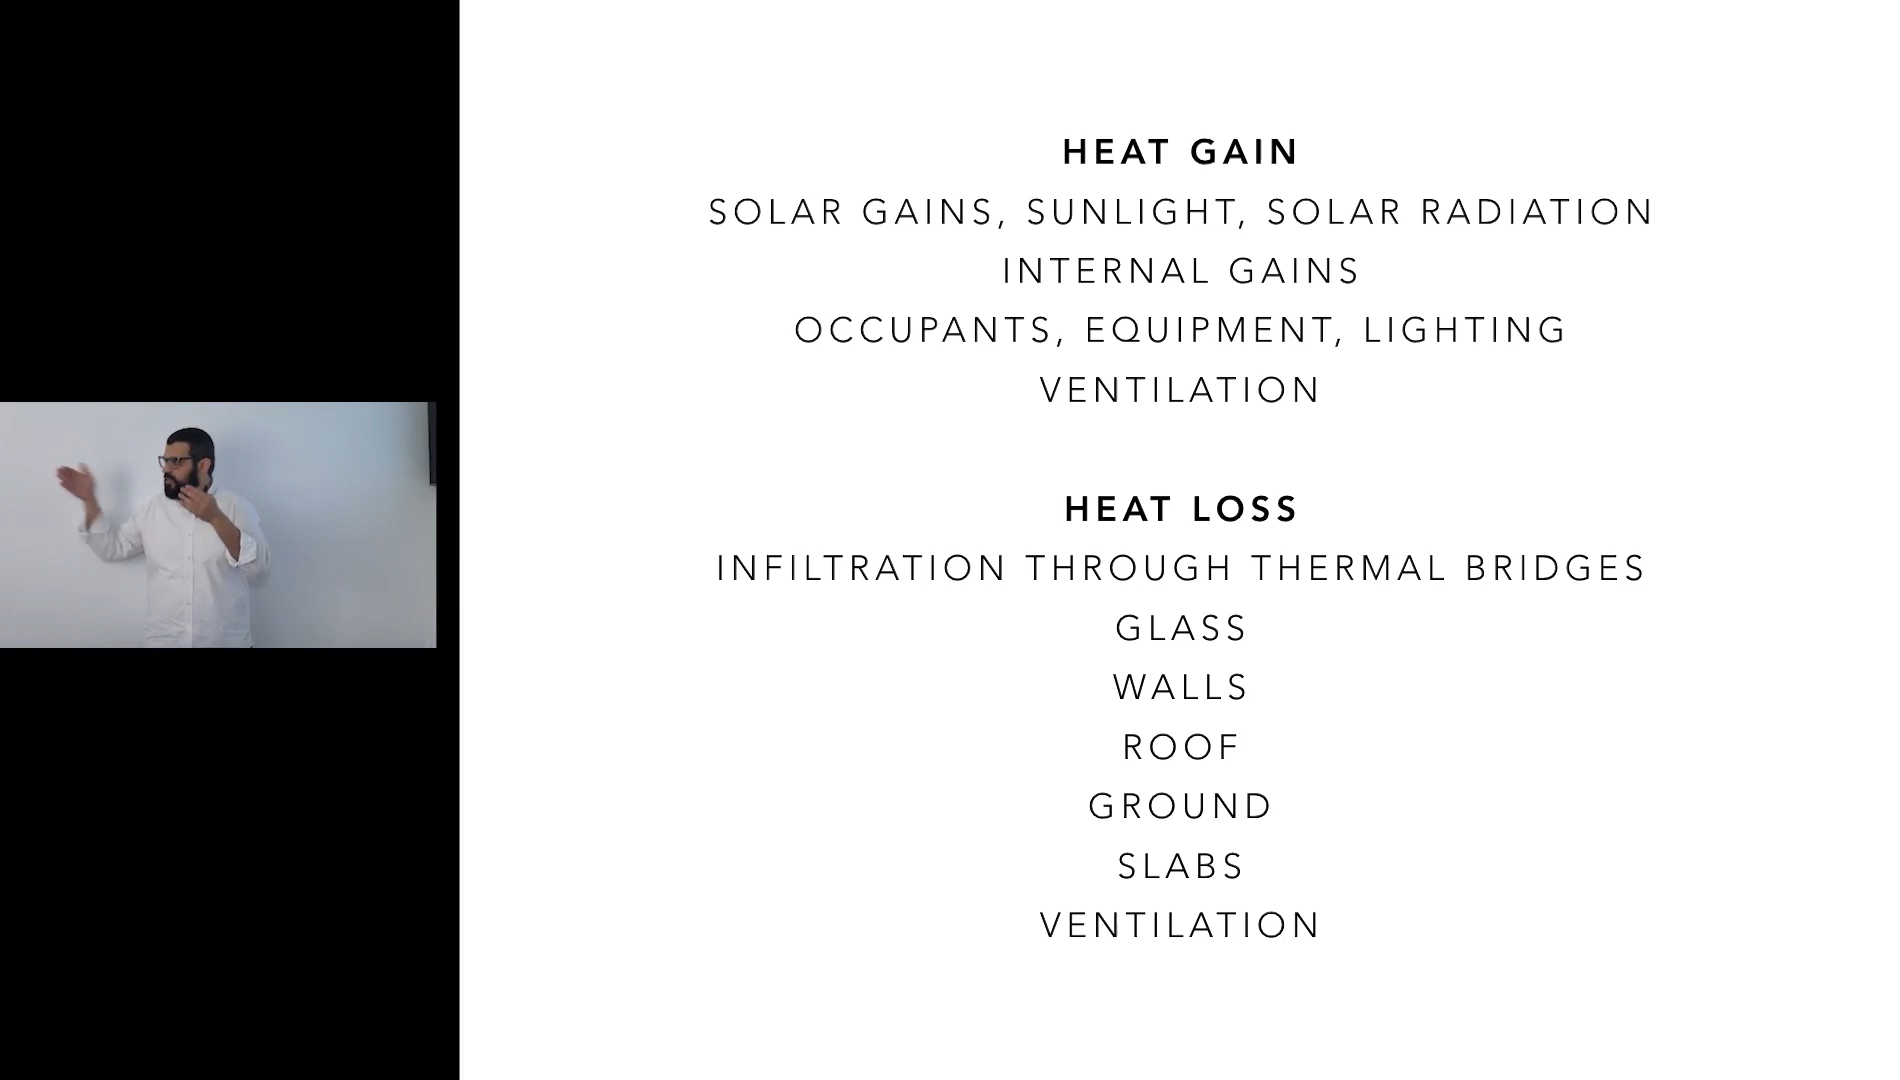 HEAT GAIN
SOLAR GAINS, SUNLIGHT, SOLAR RADIATION
INTERNAL GAINS
OCCUPANTS, EQUIPMENT, LIGHTING
VENTILATION
HEAT LOSS
INFILTRATION THROUGH THERMAL BRIDGES
GLASS
WALLS
ROOF
GROUND
SLABS
VENTILATION